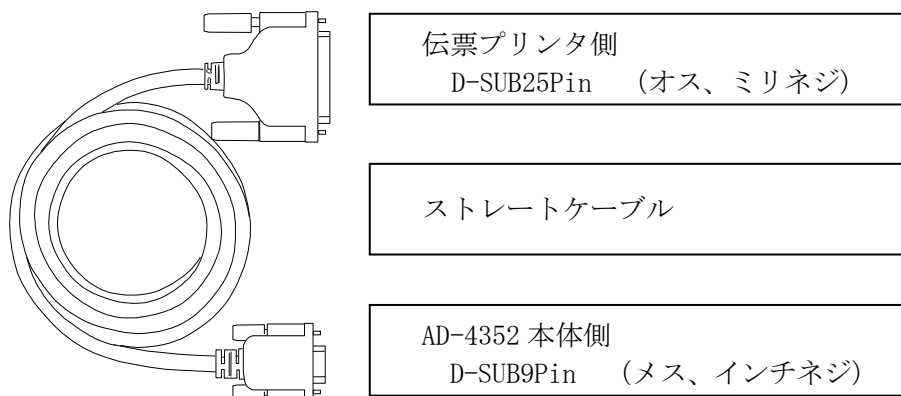 伝票プリンタ側
D-SUB25Pin （オス、ミリネジ）
ストレートケーブル
AD-4352 本体側
D-SUB9Pin （メス、インチネジ）